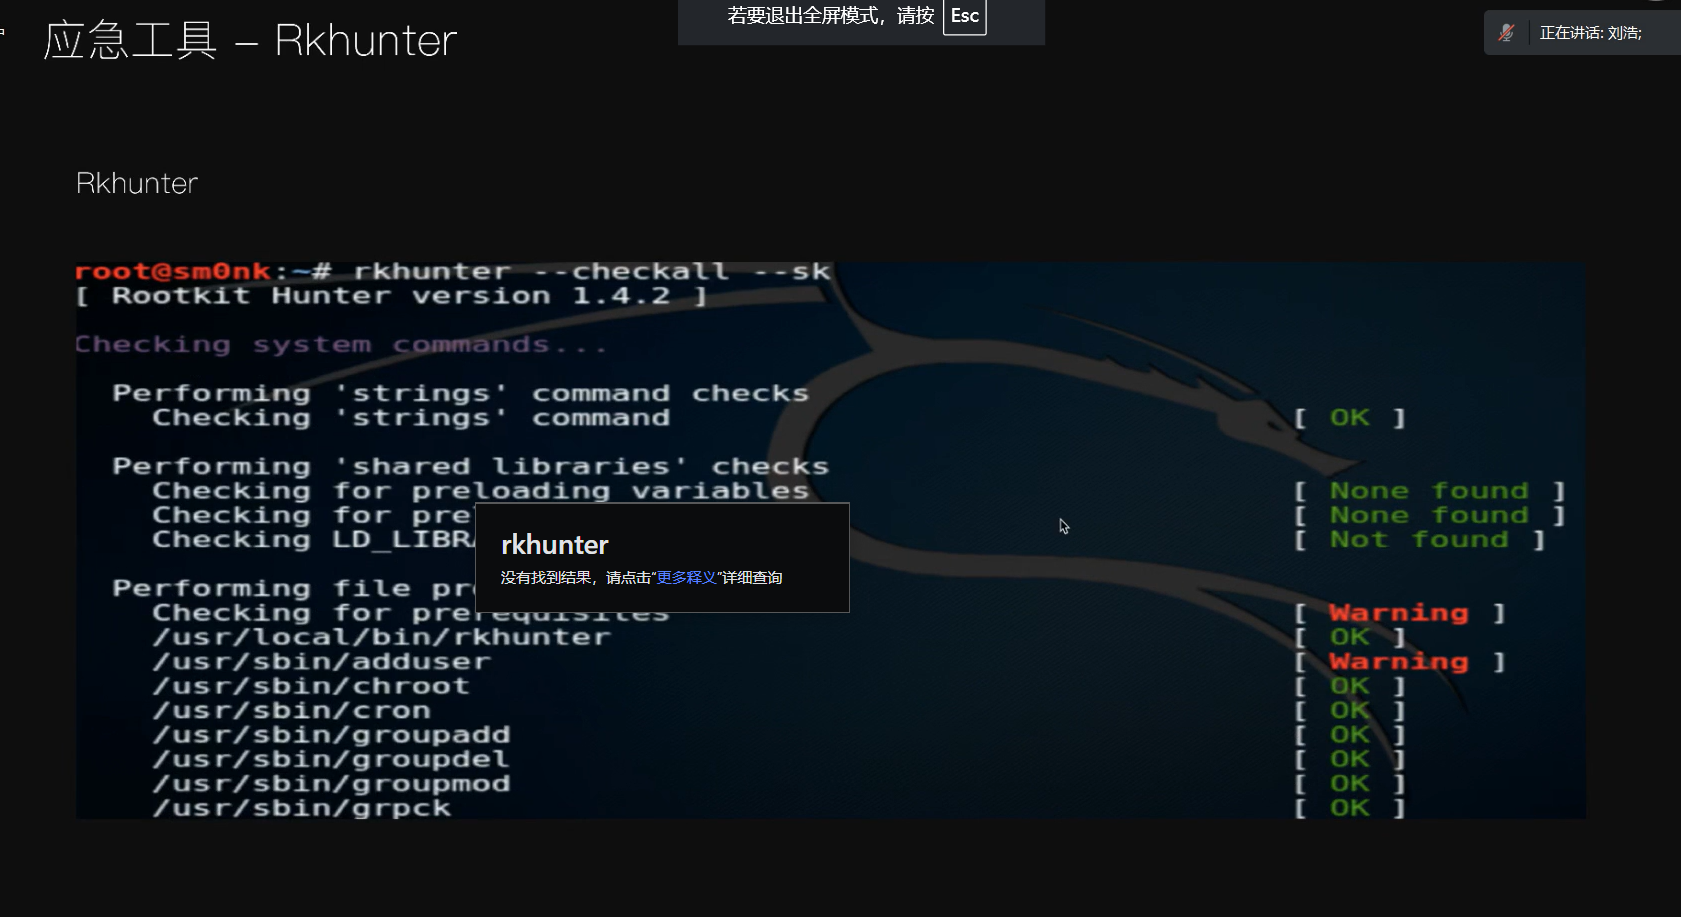 应急工具 – Rkhunter
若要退出全屏模式，请按 Esc
正在讲话: 刘浩;
Rkhunter
root@sm0nk:~# rkhunter --checkall --sk
[ Rootkit Hunter version 1.4.2 ]
Checking system commands...
Performing 'strings' command checks
Checking 'strings' command [ OK ]
Performing 'shared libraries' checks
Checking for preloading variables [ None found ]
Checking for pre [ None found ]
Checking LD_LIBRA [ Not found ]
rkhunter
没有找到结果，请点击“更多释义”详细查询
Performing file pr
Checking for prerequisites [ Warning ]
/usr/local/bin/rkhunter [ OK ]
/usr/sbin/adduser [ Warning ]
/usr/sbin/chroot [ OK ]
/usr/sbin/cron [ OK ]
/usr/sbin/groupadd [ OK ]
/usr/sbin/groupdel [ OK ]
/usr/sbin/groupmod [ OK ]
/usr/sbin/grpck [ OK ]